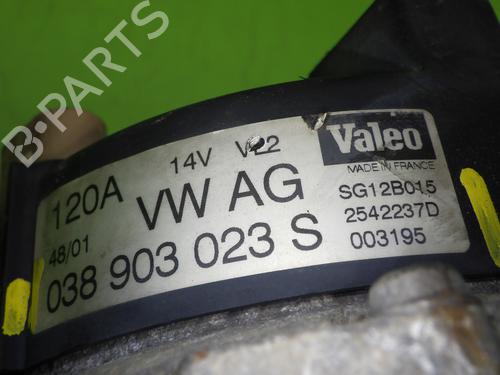 B-PARTS
120A 14V V22
VW AG
48/01
038 903 023 S
Valeo
MADE IN FRANCE
SG12B015
2542237D
003195